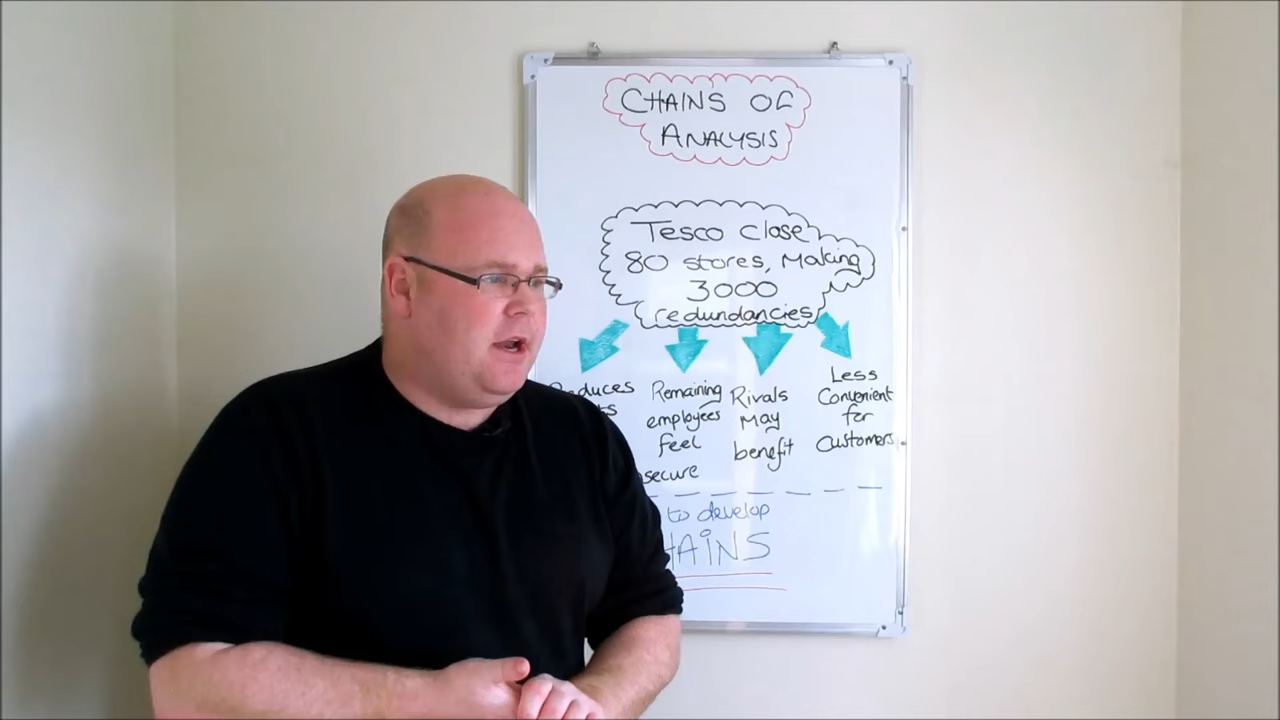 CHAINS OF
ANALYSIS
Tesco close
80 stores, Making
3000
redundancies
Remaining
employees
feel
secure
Rivals
May
benefit
Less
Convenient
for
Customers
to develop